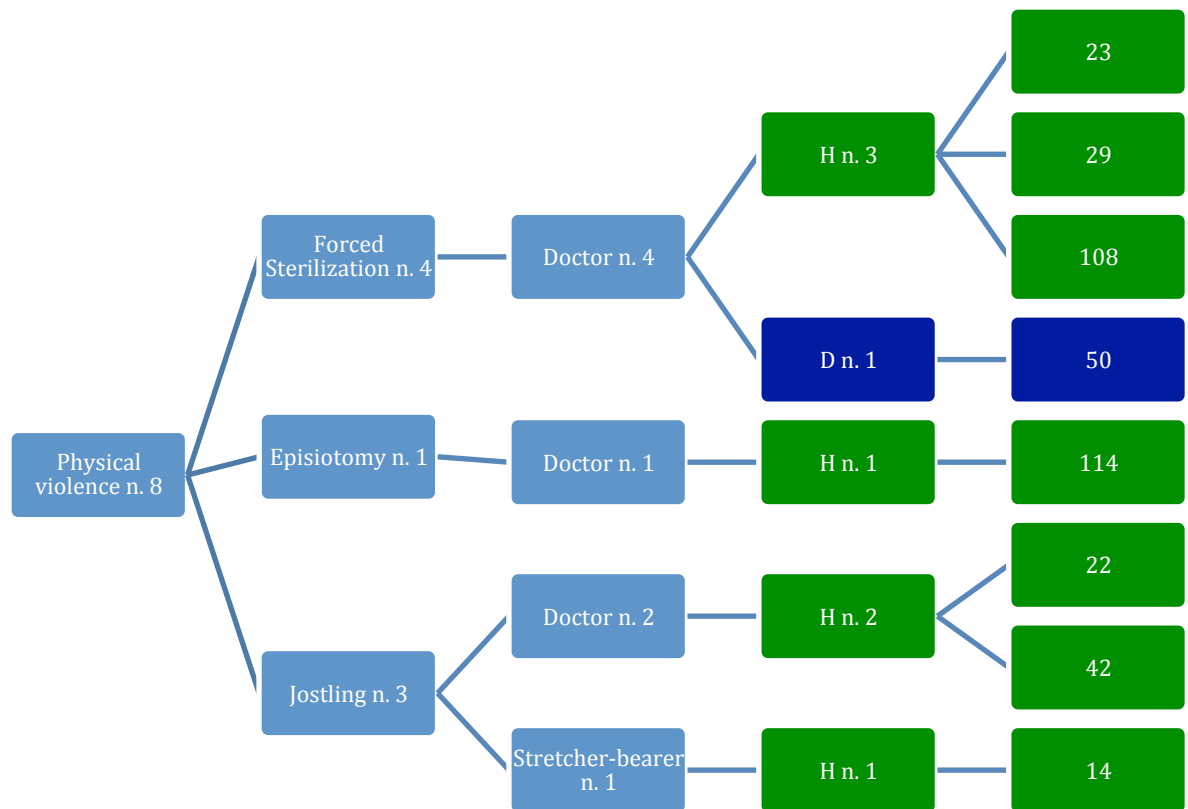 23
H n. 3
29
Forced
Sterilization n. 4
Doctor n. 4
108
D n. 1
50
Physical
violence n. 8
Episiotomy n. 1
Doctor n. 1
H n. 1
114
22
Doctor n. 2
H n. 2
42
Jostling n. 3
Stretcher-bearer
n. 1
H n. 1
14